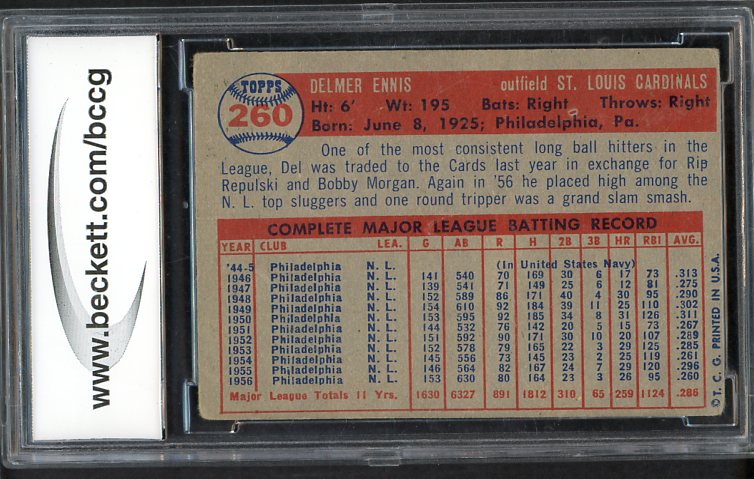 www.beckett.com/bccg
TOPPS
260
DELMER ENNIS outfield ST. LOUIS CARDINALS
Ht: 6' Wt: 195 Bats: Right Throws: Right
Born: June 8, 1925; Philadelphia, Pa.
One of the most consistent long ball hitters in the
League, Del was traded to the Cards last year in exchange for Rip
Repulski and Bobby Morgan. Again in '56 he placed high among the
N. L. top sluggers and one round tripper was a grand slam smash.
COMPLETE MAJOR LEAGUE BATTING RECORD
YEAR CLUB LEA. G AB R H 2B 3B HR RBI AVG.
'44-5 Philadelphia N. L. (In United States Navy)
1946 Philadelphia N. L. 141 540 70 169 30 6 17 73 .313
1947 Philadelphia N. L. 139 541 71 149 25 6 12 81 .275
1948 Philadelphia N. L. 152 589 86 171 40 4 30 95 .290
1949 Philadelphia N. L. 154 610 92 184 39 11 25 110 .302
1950 Philadelphia N. L. 153 595 92 185 34 8 31 126 .311
1951 Philadelphia N. L. 144 532 76 142 20 5 15 73 .267
1952 Philadelphia N. L. 151 592 90 171 30 10 20 107 .289
1953 Philadelphia N. L. 152 578 79 165 22 3 29 125 .285
1954 Philadelphia N. L. 145 556 73 145 23 2 25 119 .261
1955 Philadelphia N. L. 146 564 82 167 24 7 29 120 .296
1956 Philadelphia N. L. 153 630 80 164 23 3 26 95 .260
Major League Totals 11 Yrs. 1630 6327 891 1812 310 65 259 1124 .286
© T. C. G. PRINTED IN U.S.A.